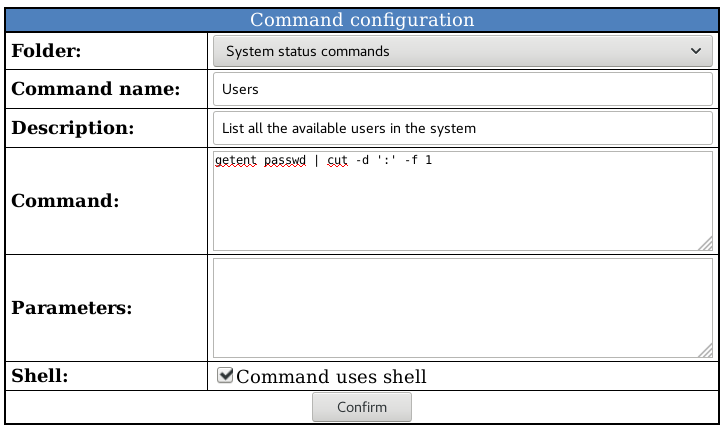 Command configuration
Folder: System status commands
Command name: Users
Description: List all the available users in the system
Command: getent passwd | cut -d ':' -f 1
Parameters:
Shell: Command uses shell
Confirm